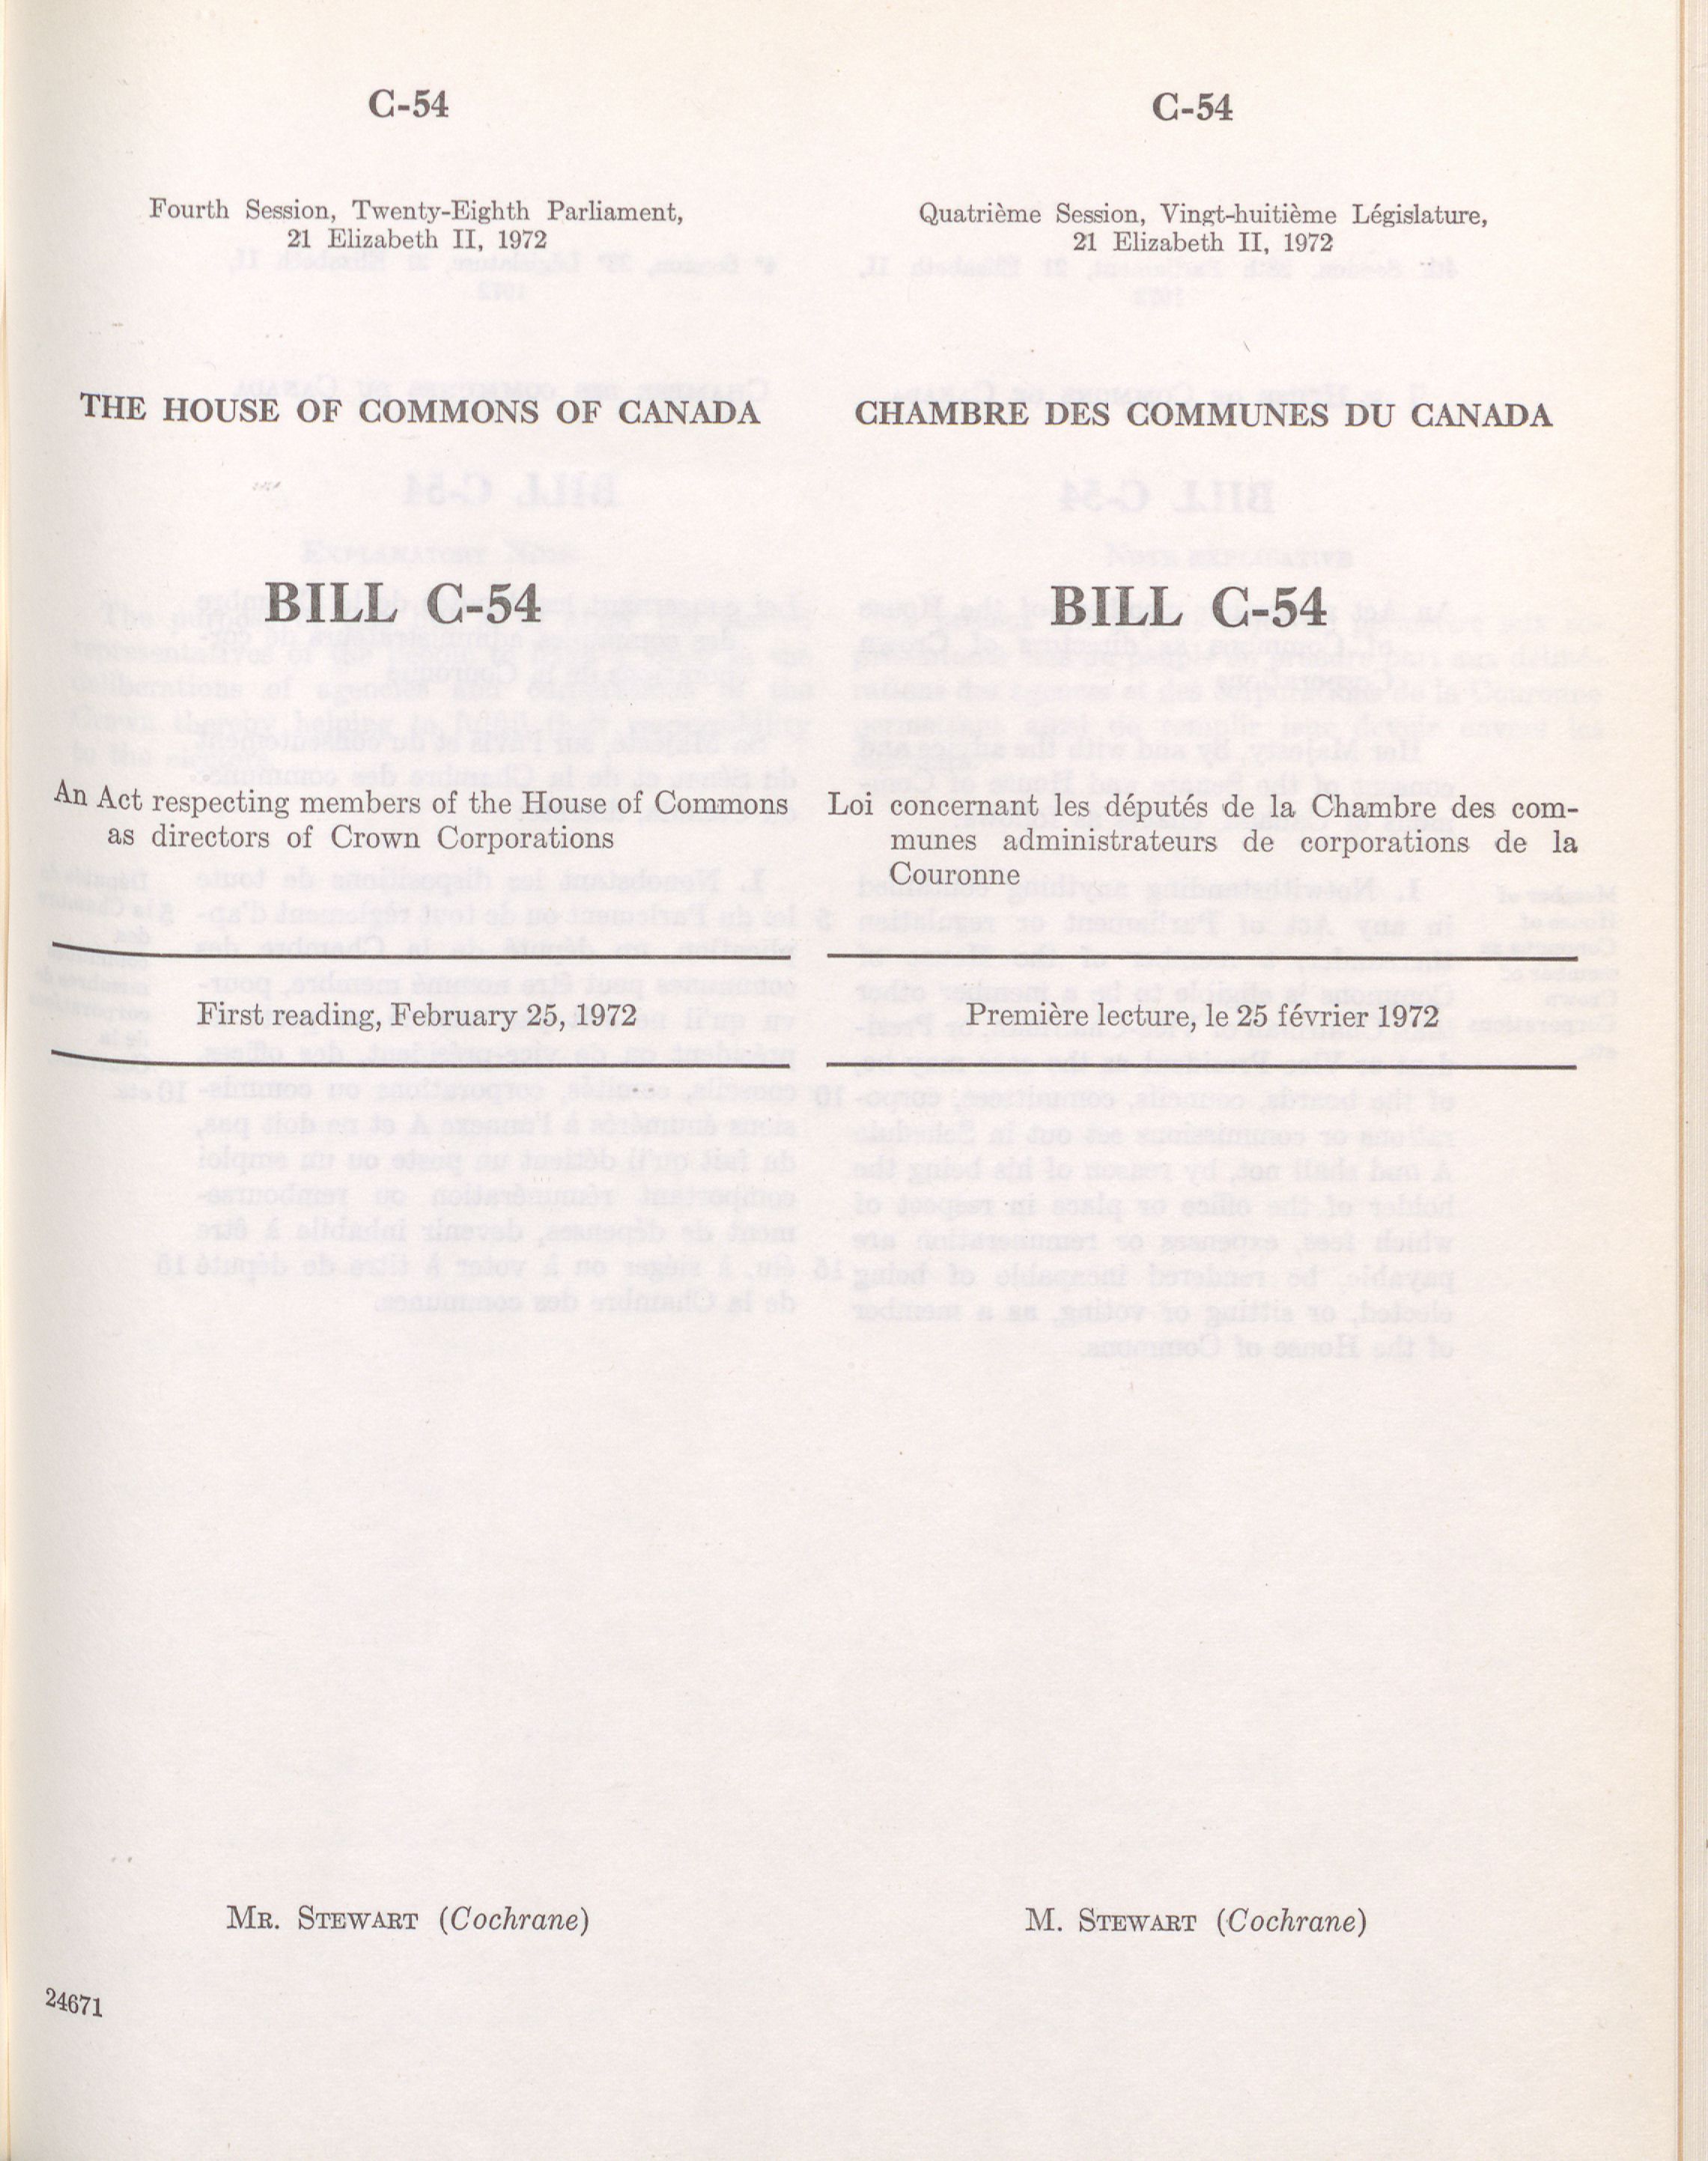 C-54
Fourth Session, Twenty-Eighth Parliament,
21 Elizabeth II, 1972
THE HOUSE OF COMMONS OF CANADA
BILL C-54
An Act respecting members of the House of Commons
as directors of Crown Corporations
First reading, February 25, 1972
MR. STEWART (Cochrane)
24671
C-54
Quatrième Session, Vingt-huitième Législature,
21 Elizabeth II, 1972
CHAMBRE DES COMMUNES DU CANADA
BILL C-54
Loi concernant les députés de la Chambre des com-
munes administrateurs de corporations de la
Couronne
Première lecture, le 25 février 1972
M. STEWART (Cochrane)